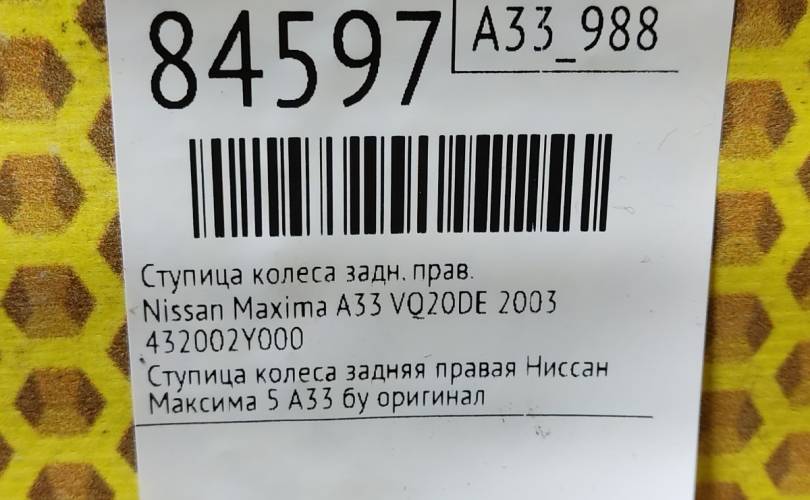 84597
A33_988
Ступица колеса задн. прав.
Nissan Maxima A33 VQ20DE 2003
432002Y000
Ступица колеса задняя правая Ниссан
Максима 5 А33 бу оригинал